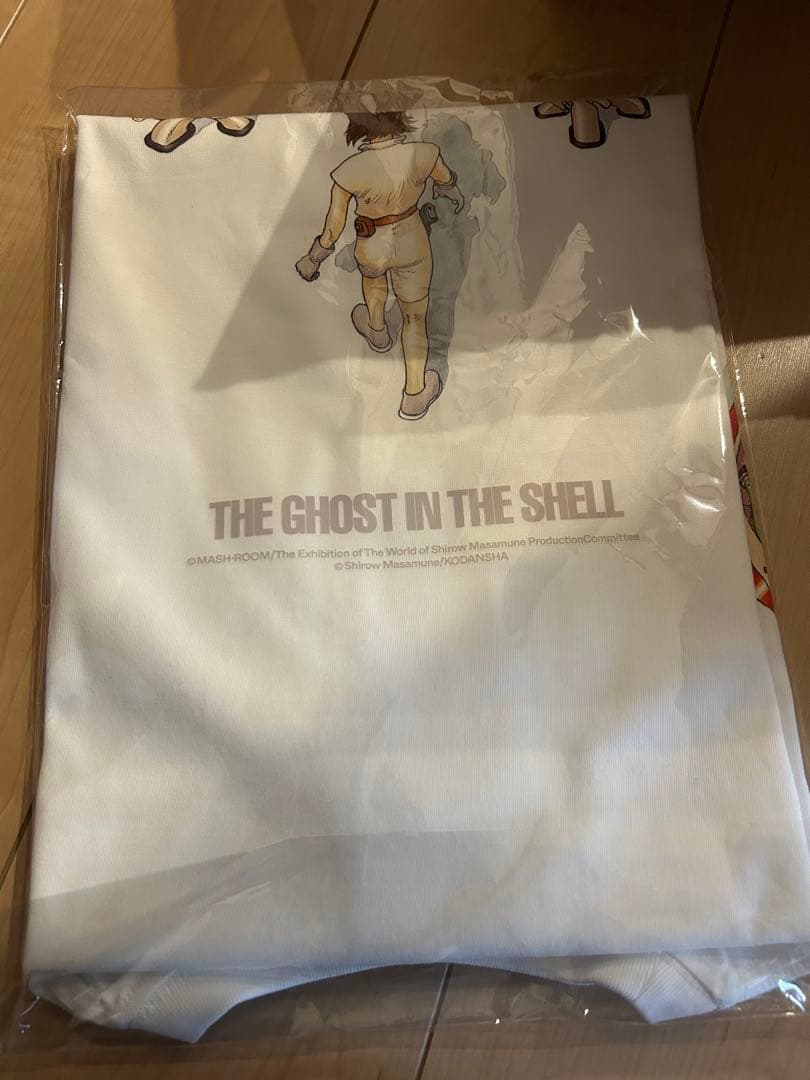 THE GHOST IN THE SHELL
©MASH·ROOM/The Exhibition of The World of Shirow Masamune ProductionCommittee
©Shirow Masamune/KODANSHA